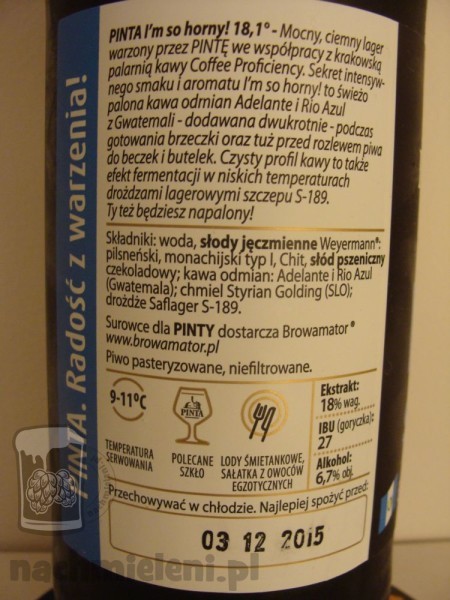 PINTA. Radość z warzenia!
PINTA I'm so horny! 18,1° - Mocny, ciemny lager
warzony przez PINTĘ we współpracy z krakowską
palarnią kawy Coffee Proficiency. Sekret intensyw-
nego smaku i aromatu I'm so horny! to świeżo
palona kawa odmian Adelante i Rio Azul
z Gwatemali - dodawana dwukrotnie - podczas
gotowania brzeczki oraz tuż przed rozlewem piwa
do beczek i butelek. Czysty profil kawy to także
efekt fermentacji w niskich temperaturach
drożdżami lagerowymi szczepu S-189.
Ty też będziesz napalony!
Składniki: woda, słody jęczmienne Weyermann®:
pilsneński, monachijski typ I, Chit, słód pszeniczny
czekoladowy; kawa odmian: Adelante i Rio Azul
(Gwatemala); chmiel Styrian Golding (SLO);
drożdże Saflager S-189.
Surowce dla PINTY dostarcza Browamator ®
www.browamator.pl
Piwo pasteryzowane, niefiltrowane.
9-11°C
TEMPERATURA
SERWOWANIA
PINTA
POLECANE
SZKŁO
LODY ŚMIETANKOWE,
SAŁATKA Z OWOCÓW
EGZOTYCZNYCH
Ekstrakt:
18% wag.
IBU (goryczka):
27
Alkohol:
6,7% obj.
Przechowywać w chłodzie. Najlepiej spożyć przed:
03 12 2015
nachmieleni.pl